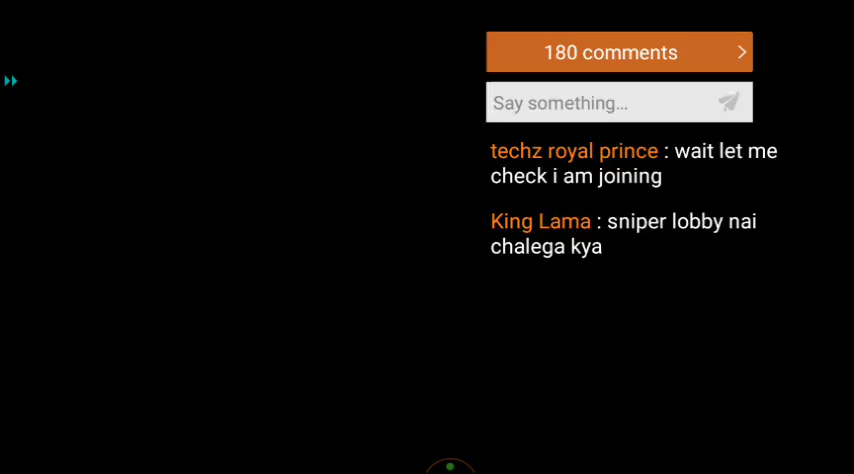 180 comments
Say something...
techz royal prince : wait let me
check i am joining
King Lama : sniper lobby nai
chalega kya